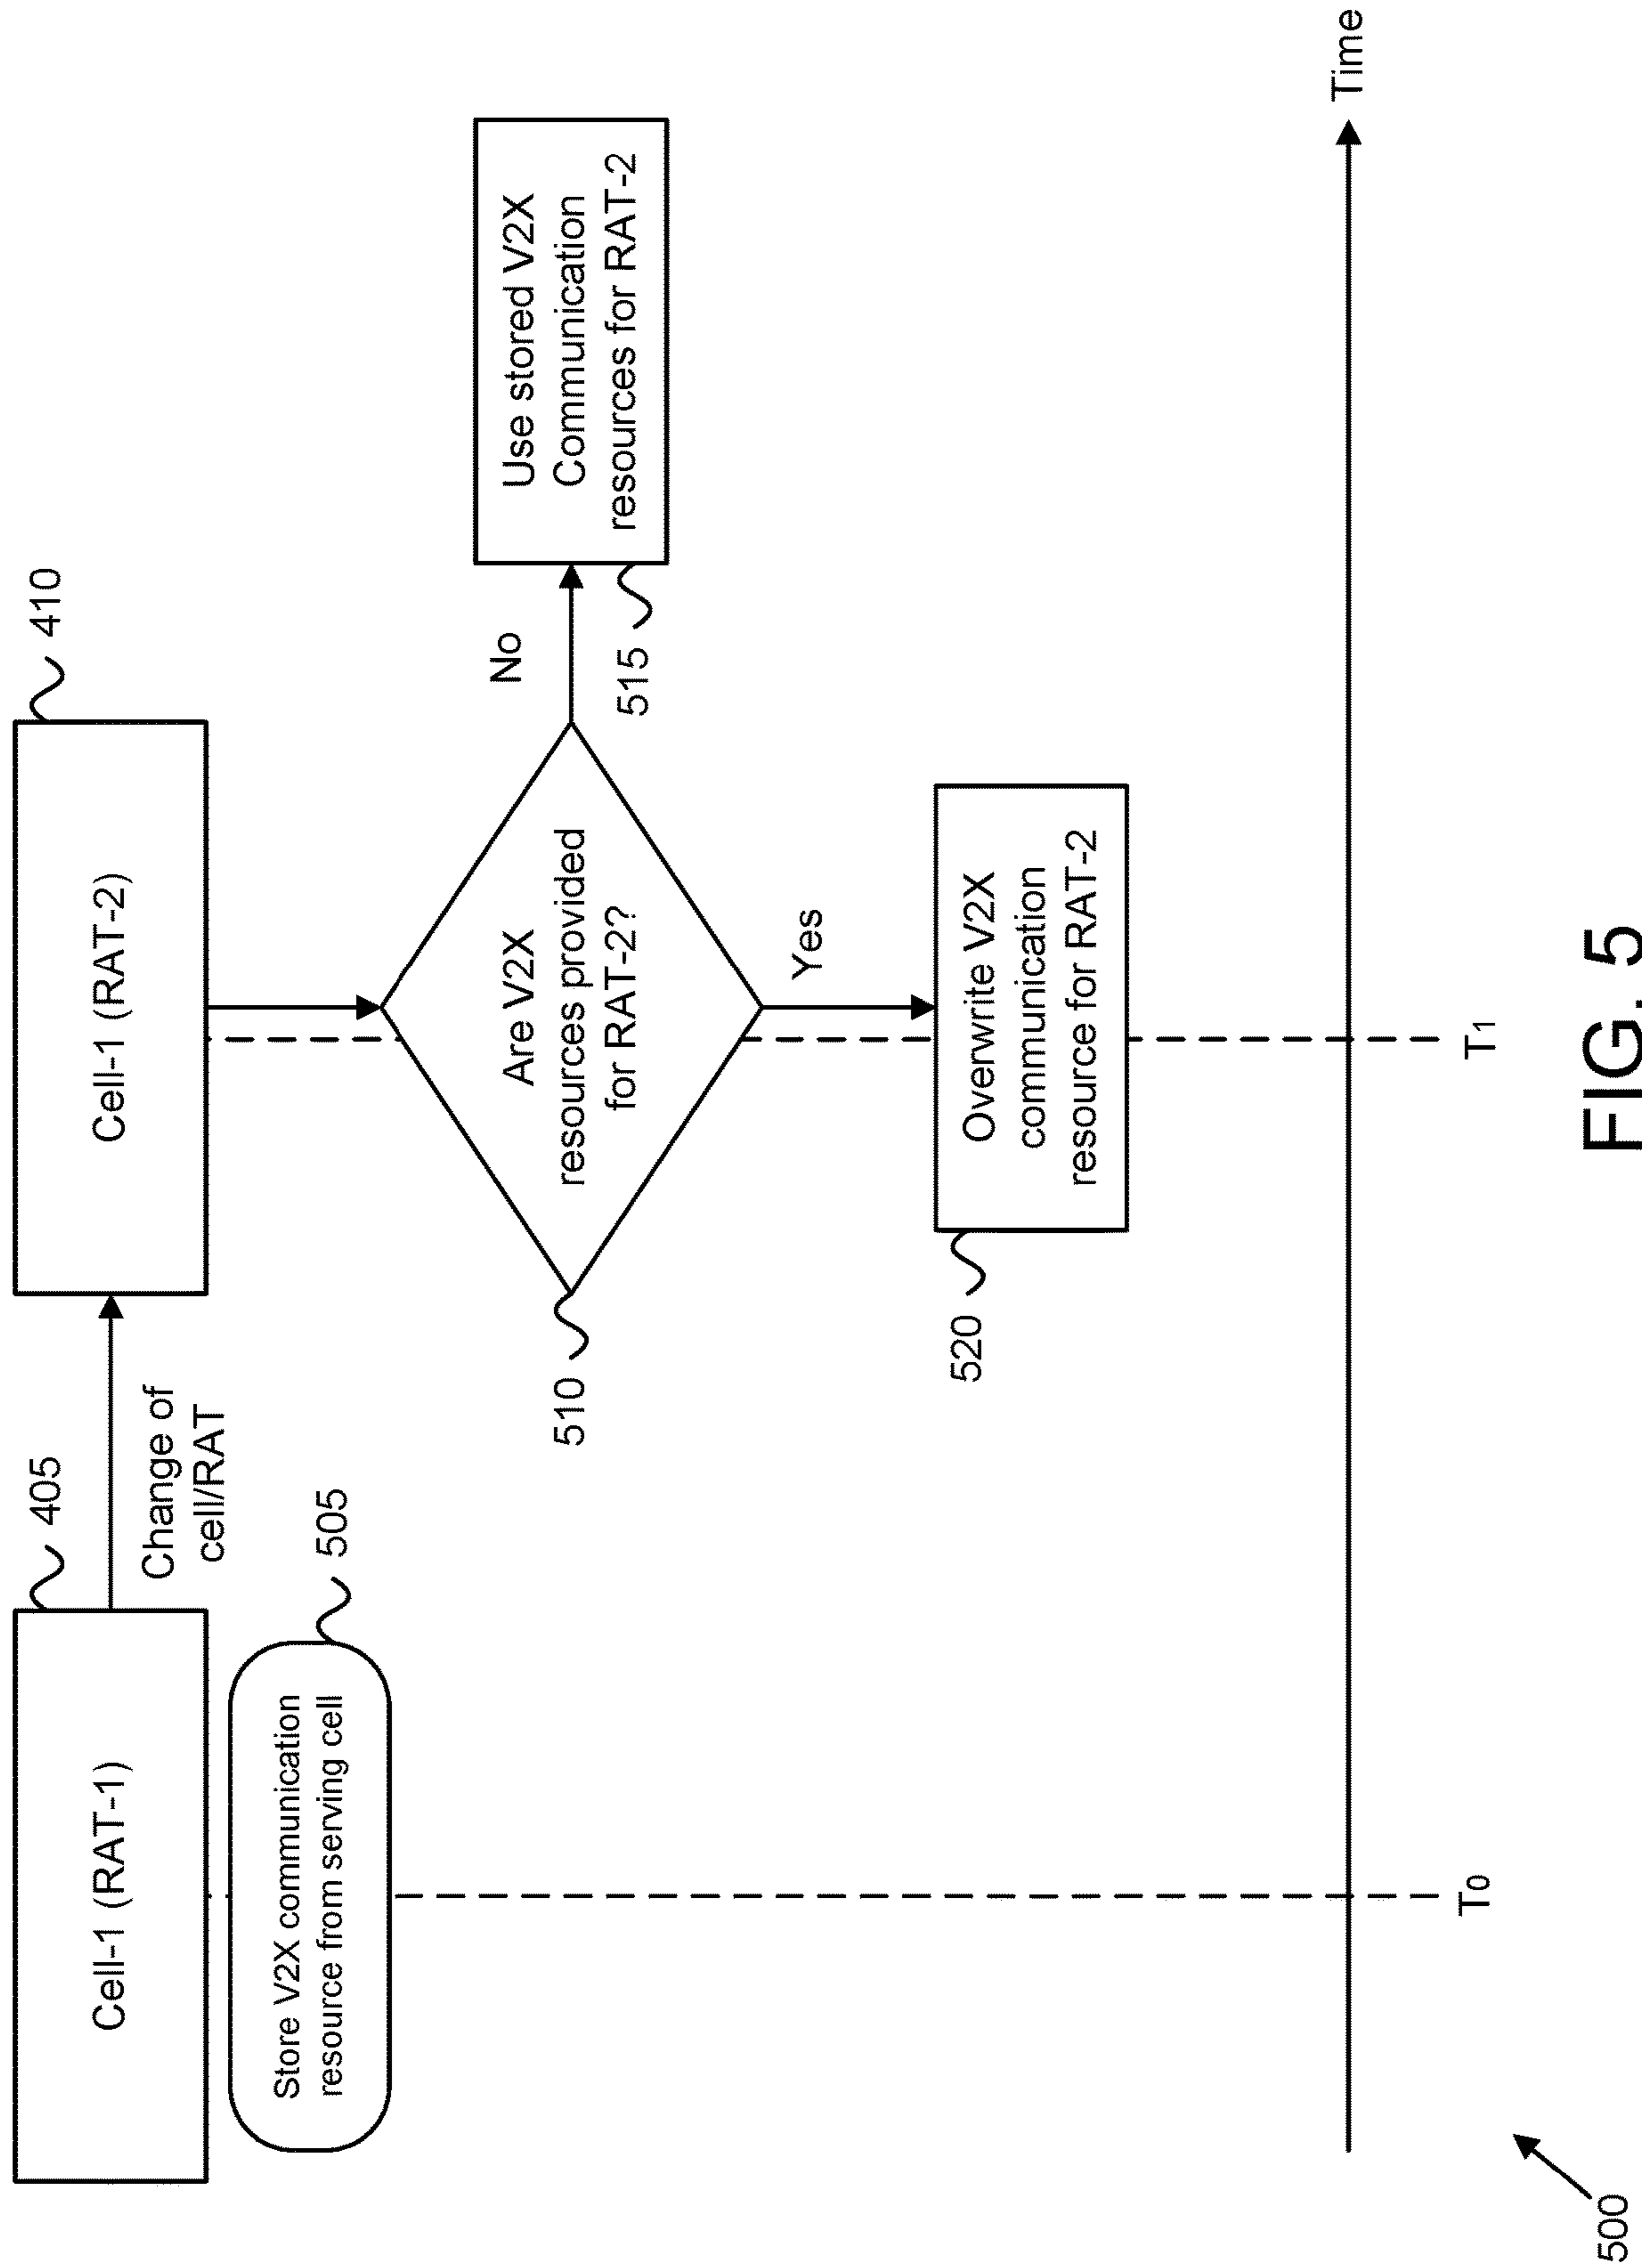 405
410
Cell-1 (RAT-1)
Change of
cell/RAT
Cell-1 (RAT-2)
505
Store V2X communication
resource from serving cell
510
Are V2X
resources provided
for RAT-2?
No
515
Use stored V2X
Communication
resources for RAT-2
Yes
520
Overwrite V2X
communication
resource for RAT-2
Time
T0
T1
500
FIG. 5